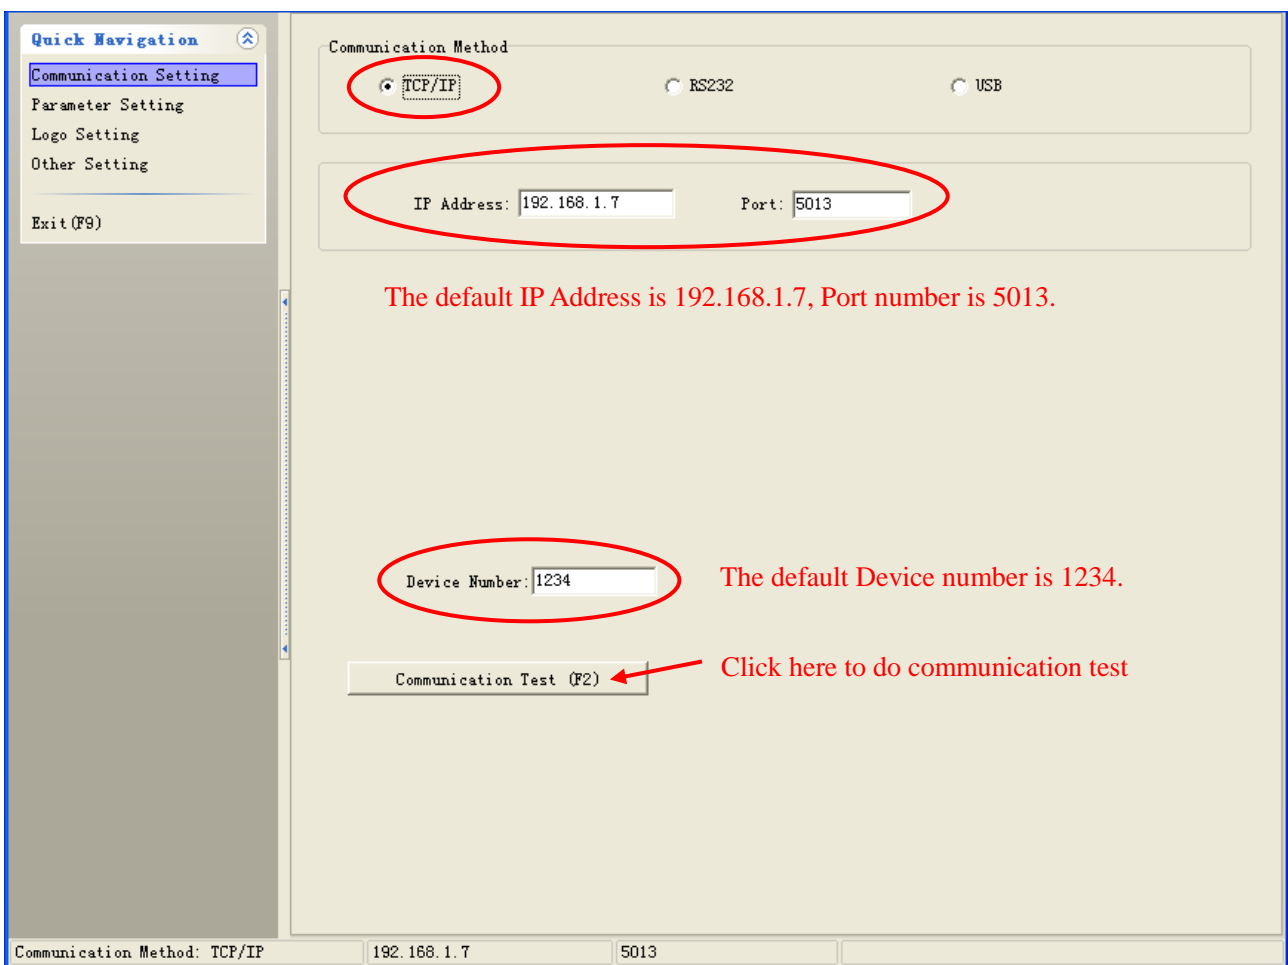 Quick Navigation
Communication Setting
Parameter Setting
Logo Setting
Other Setting
Exit(F9)
Communication Method
TCP/IP RS232 USB
IP Address: 192.168.1.7 Port: 5013
The default IP Address is 192.168.1.7, Port number is 5013.
Device Number: 1234 The default Device number is 1234.
Communication Test (F2) Click here to do communication test
Communication Method: TCP/IP 192.168.1.7 5013